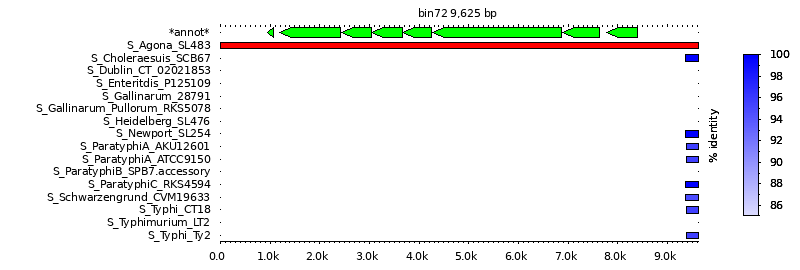 bin72 9,625 bp
*annot*
S_Agona_SL483
S_Choleraesuis_SCB67
S_Dublin_CT_02021853
S_Enteritdis_P125109
S_Gallinarum_28791
S_Gallinarum_Pullorum_RKS5078
S_Heidelberg_SL476
S_Newport_SL254
S_ParatyphiA_AKU12601
S_ParatyphiA_ATCC9150
S_ParatyphiB_SPB7.accessory
S_ParatyphiC_RKS4594
S_Schwarzengrund_CVM19633
S_Typhi_CT18
S_Typhimurium_LT2
S_Typhi_Ty2
0.0 1.0k 2.0k 3.0k 4.0k 5.0k 6.0k 7.0k 8.0k 9.0k
% identity
100
98
96
94
92
90
88
86